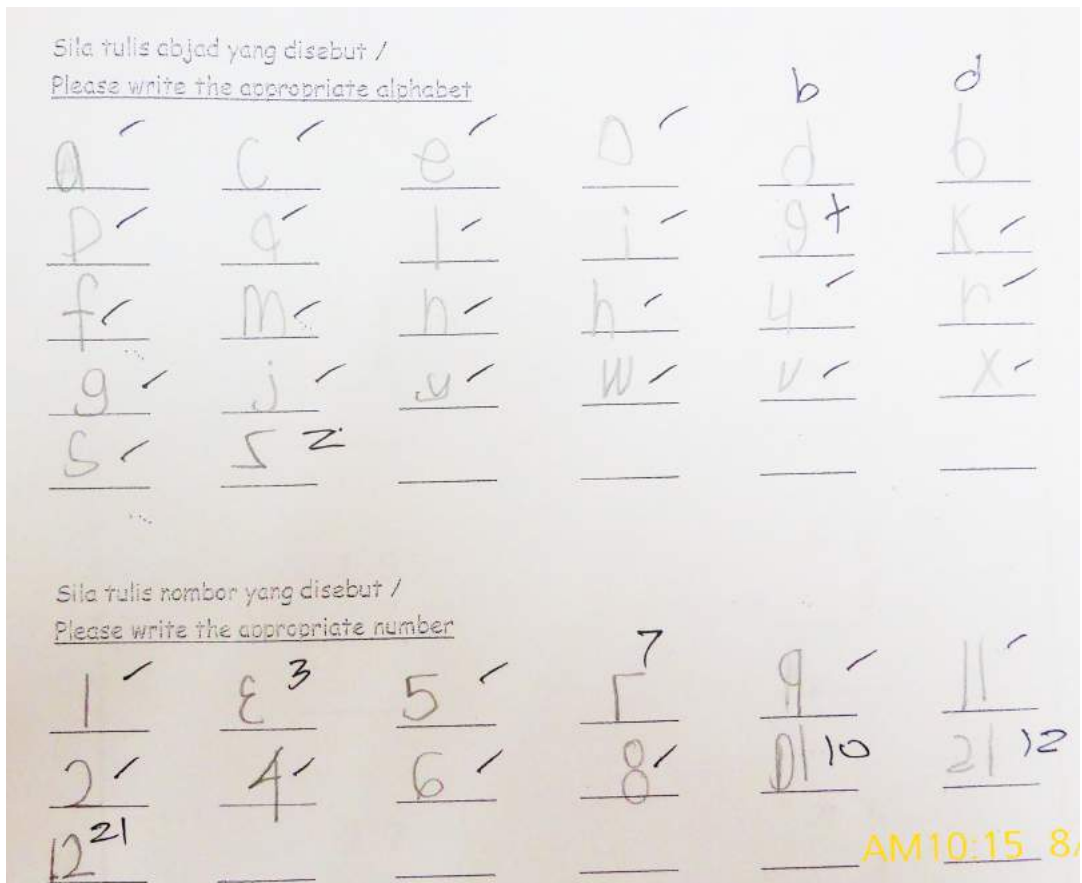 Sila tulis abjad yang disebut /
Please write the appropriate alphabet
b d
a c e o d b
p q l i g t k
f m n h u r
g j y w v x
s S z
Sila tulis nombor yang disebut /
Please write the appropriate number
1 Ɛ 3 5 Γ 7 9 11
2 4 6 8 01 10 21 12
12 21
AM10:15 8/